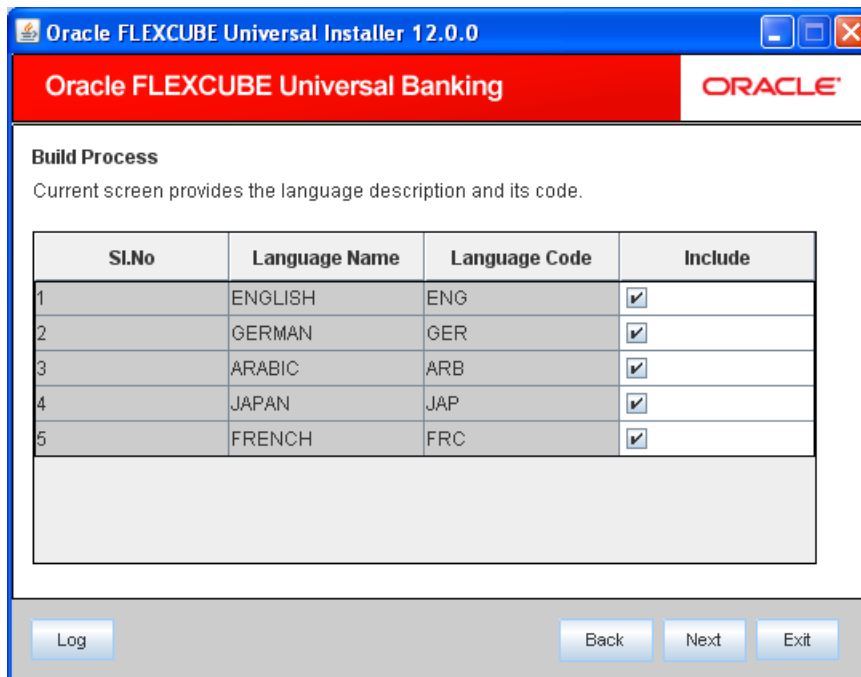 Oracle FLEXCUBE Universal Installer 12.0.0
Oracle FLEXCUBE Universal Banking ORACLE
Build Process
Current screen provides the language description and its code.
Sl.No Language Name Language Code Include
1 ENGLISH ENG
2 GERMAN GER
3 ARABIC ARB
4 JAPAN JAP
5 FRENCH FRC
Log Back Next Exit